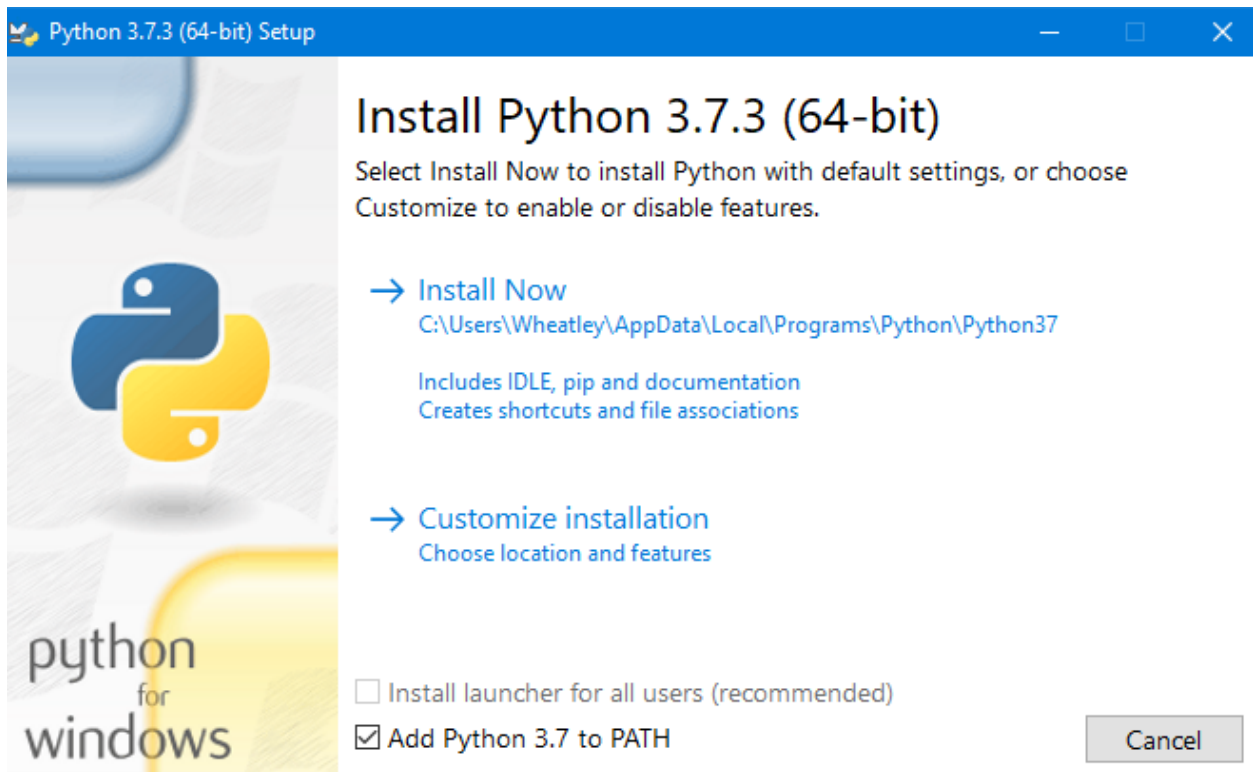 Python 3.7.3 (64-bit) Setup
Install Python 3.7.3 (64-bit)
Select Install Now to install Python with default settings, or choose
Customize to enable or disable features.
Install Now
C:\Users\Wheatley\AppData\Local\Programs\Python\Python37
Includes IDLE, pip and documentation
Creates shortcuts and file associations
Customize installation
Choose location and features
python
for
windows
Install launcher for all users (recommended)
Add Python 3.7 to PATH
Cancel